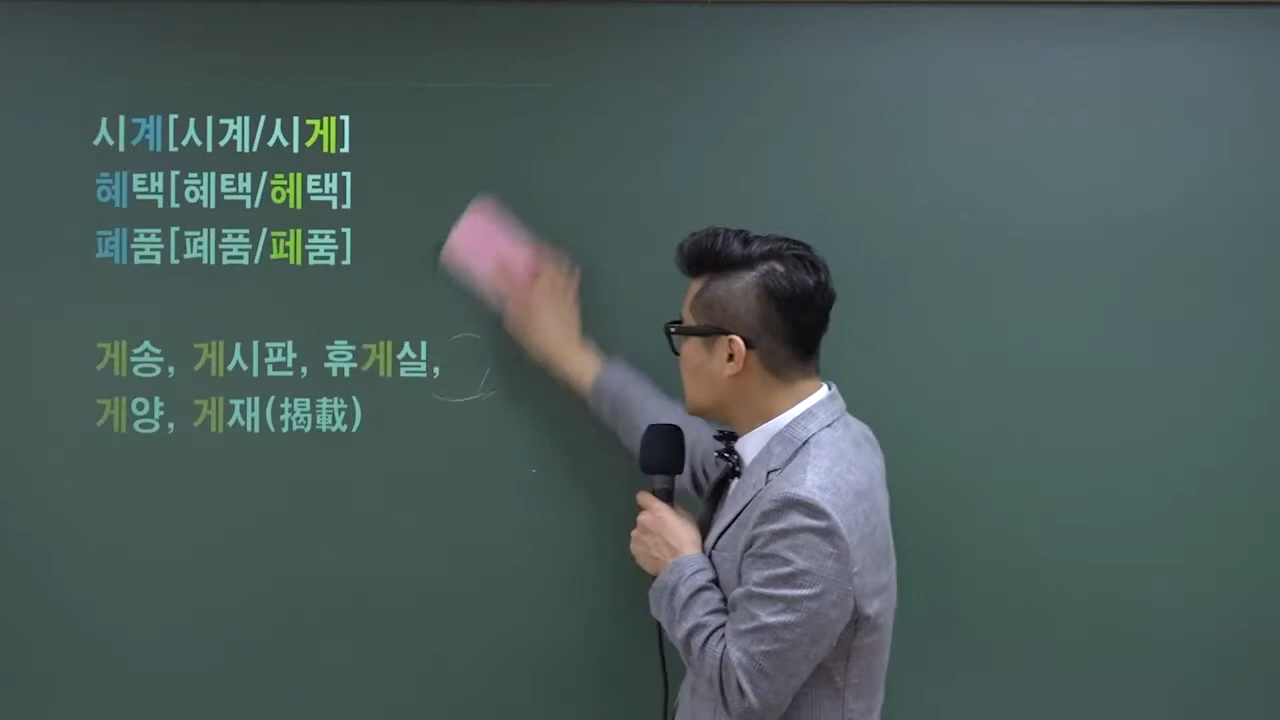 시계[시계/시게]
혜택[혜택/헤택]
폐품[폐품/페품]
게송, 게시판, 휴게실,
게양, 게재(揭載)